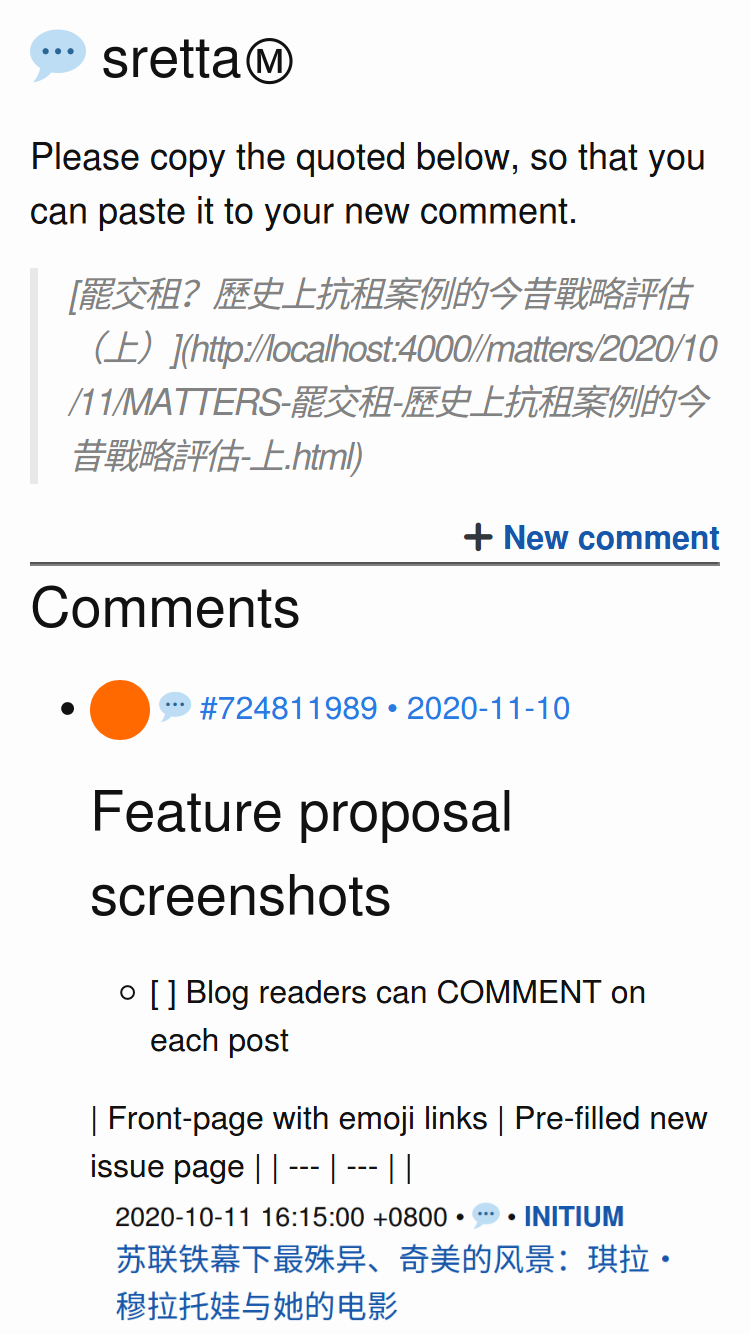 srettaⓂ
Please copy the quoted below, so that you
can paste it to your new comment.
[罷交租？歷史上抗租案例的今昔戰略評估
（上）](http://localhost:4000//matters/2020/10
/11/MATTERS-罷交租-歷史上抗租案例的今
昔戰略評估-上.html)
➕ New comment
Comments
#724811989 • 2020-11-10
Feature proposal
screenshots
[ ] Blog readers can COMMENT on
each post
| Front-page with emoji links | Pre-filled new
issue page | | --- | --- | |
2020-10-11 16:15:00 +0800 • 💬 • INITIUM
苏联铁幕下最殊异、奇美的风景：琪拉・
穆拉托娃与她的电影